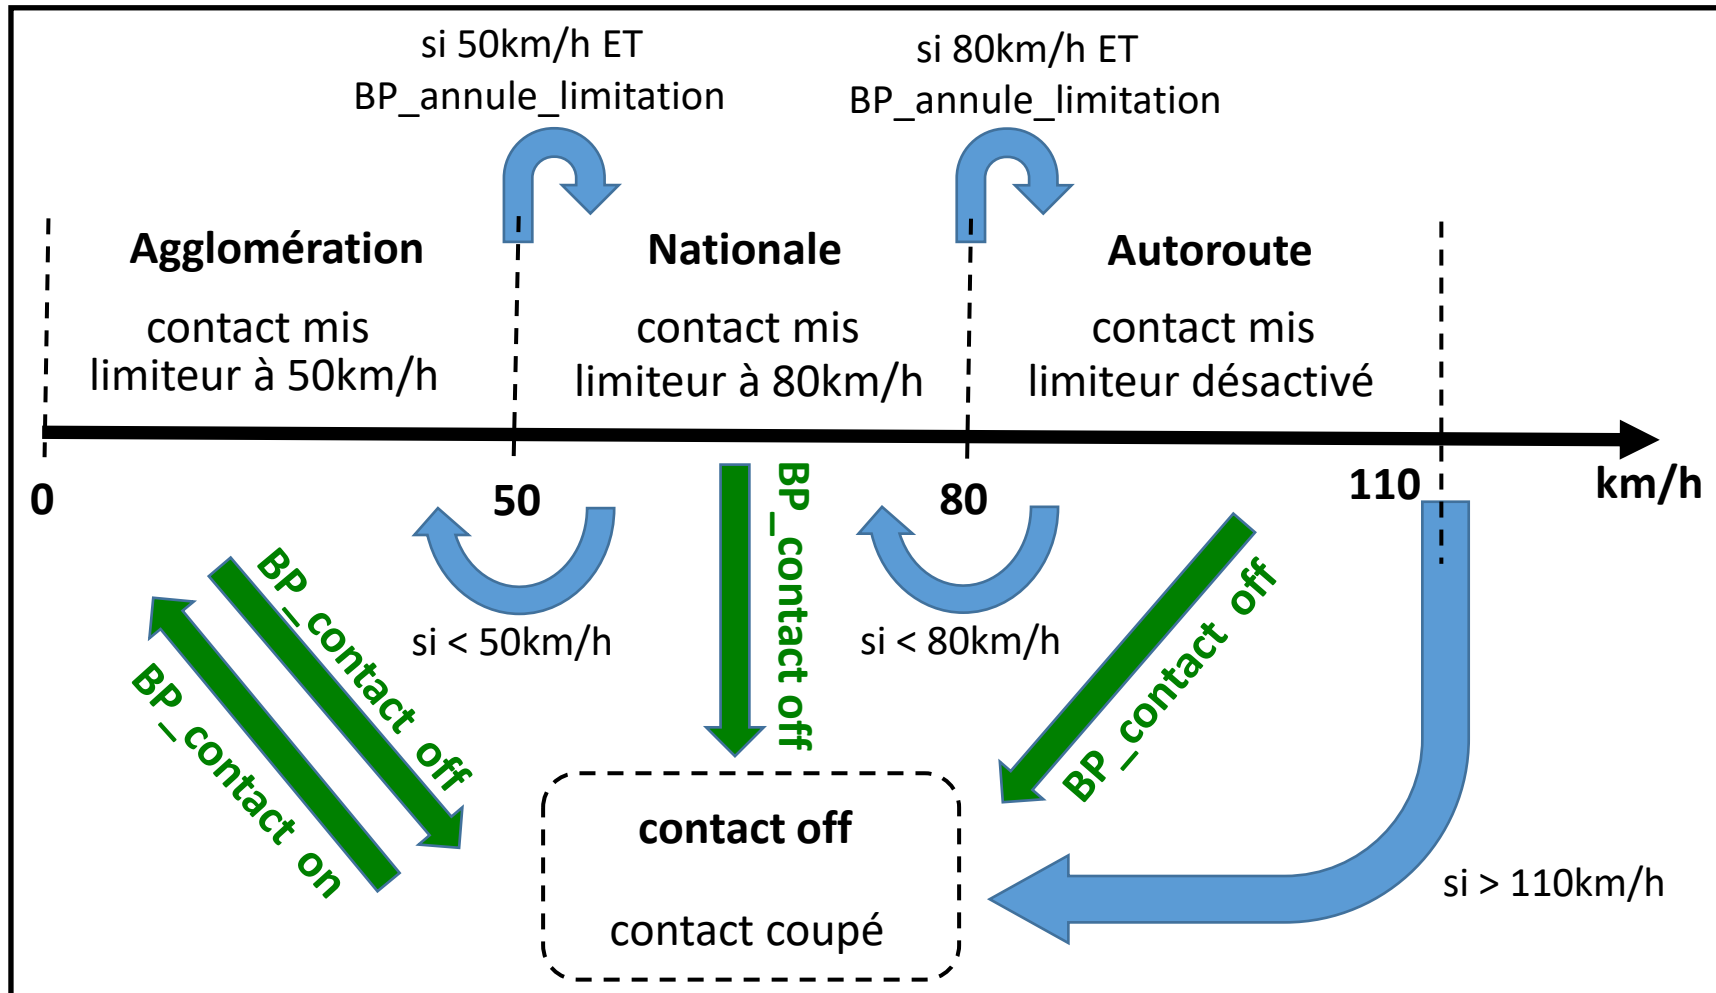 si 50km/h ET
BP_annule_limitation
si 80km/h ET
BP_annule_limitation
Agglomération
contact mis
limiteur à 50km/h
Nationale
contact mis
limiteur à 80km/h
Autoroute
contact mis
limiteur désactivé
0
50
80
110
km/h
BP_contact off
BP_contact on
si < 50km/h
BP_contact off
si < 80km/h
BP_contact off
si > 110km/h
contact off
contact coupé